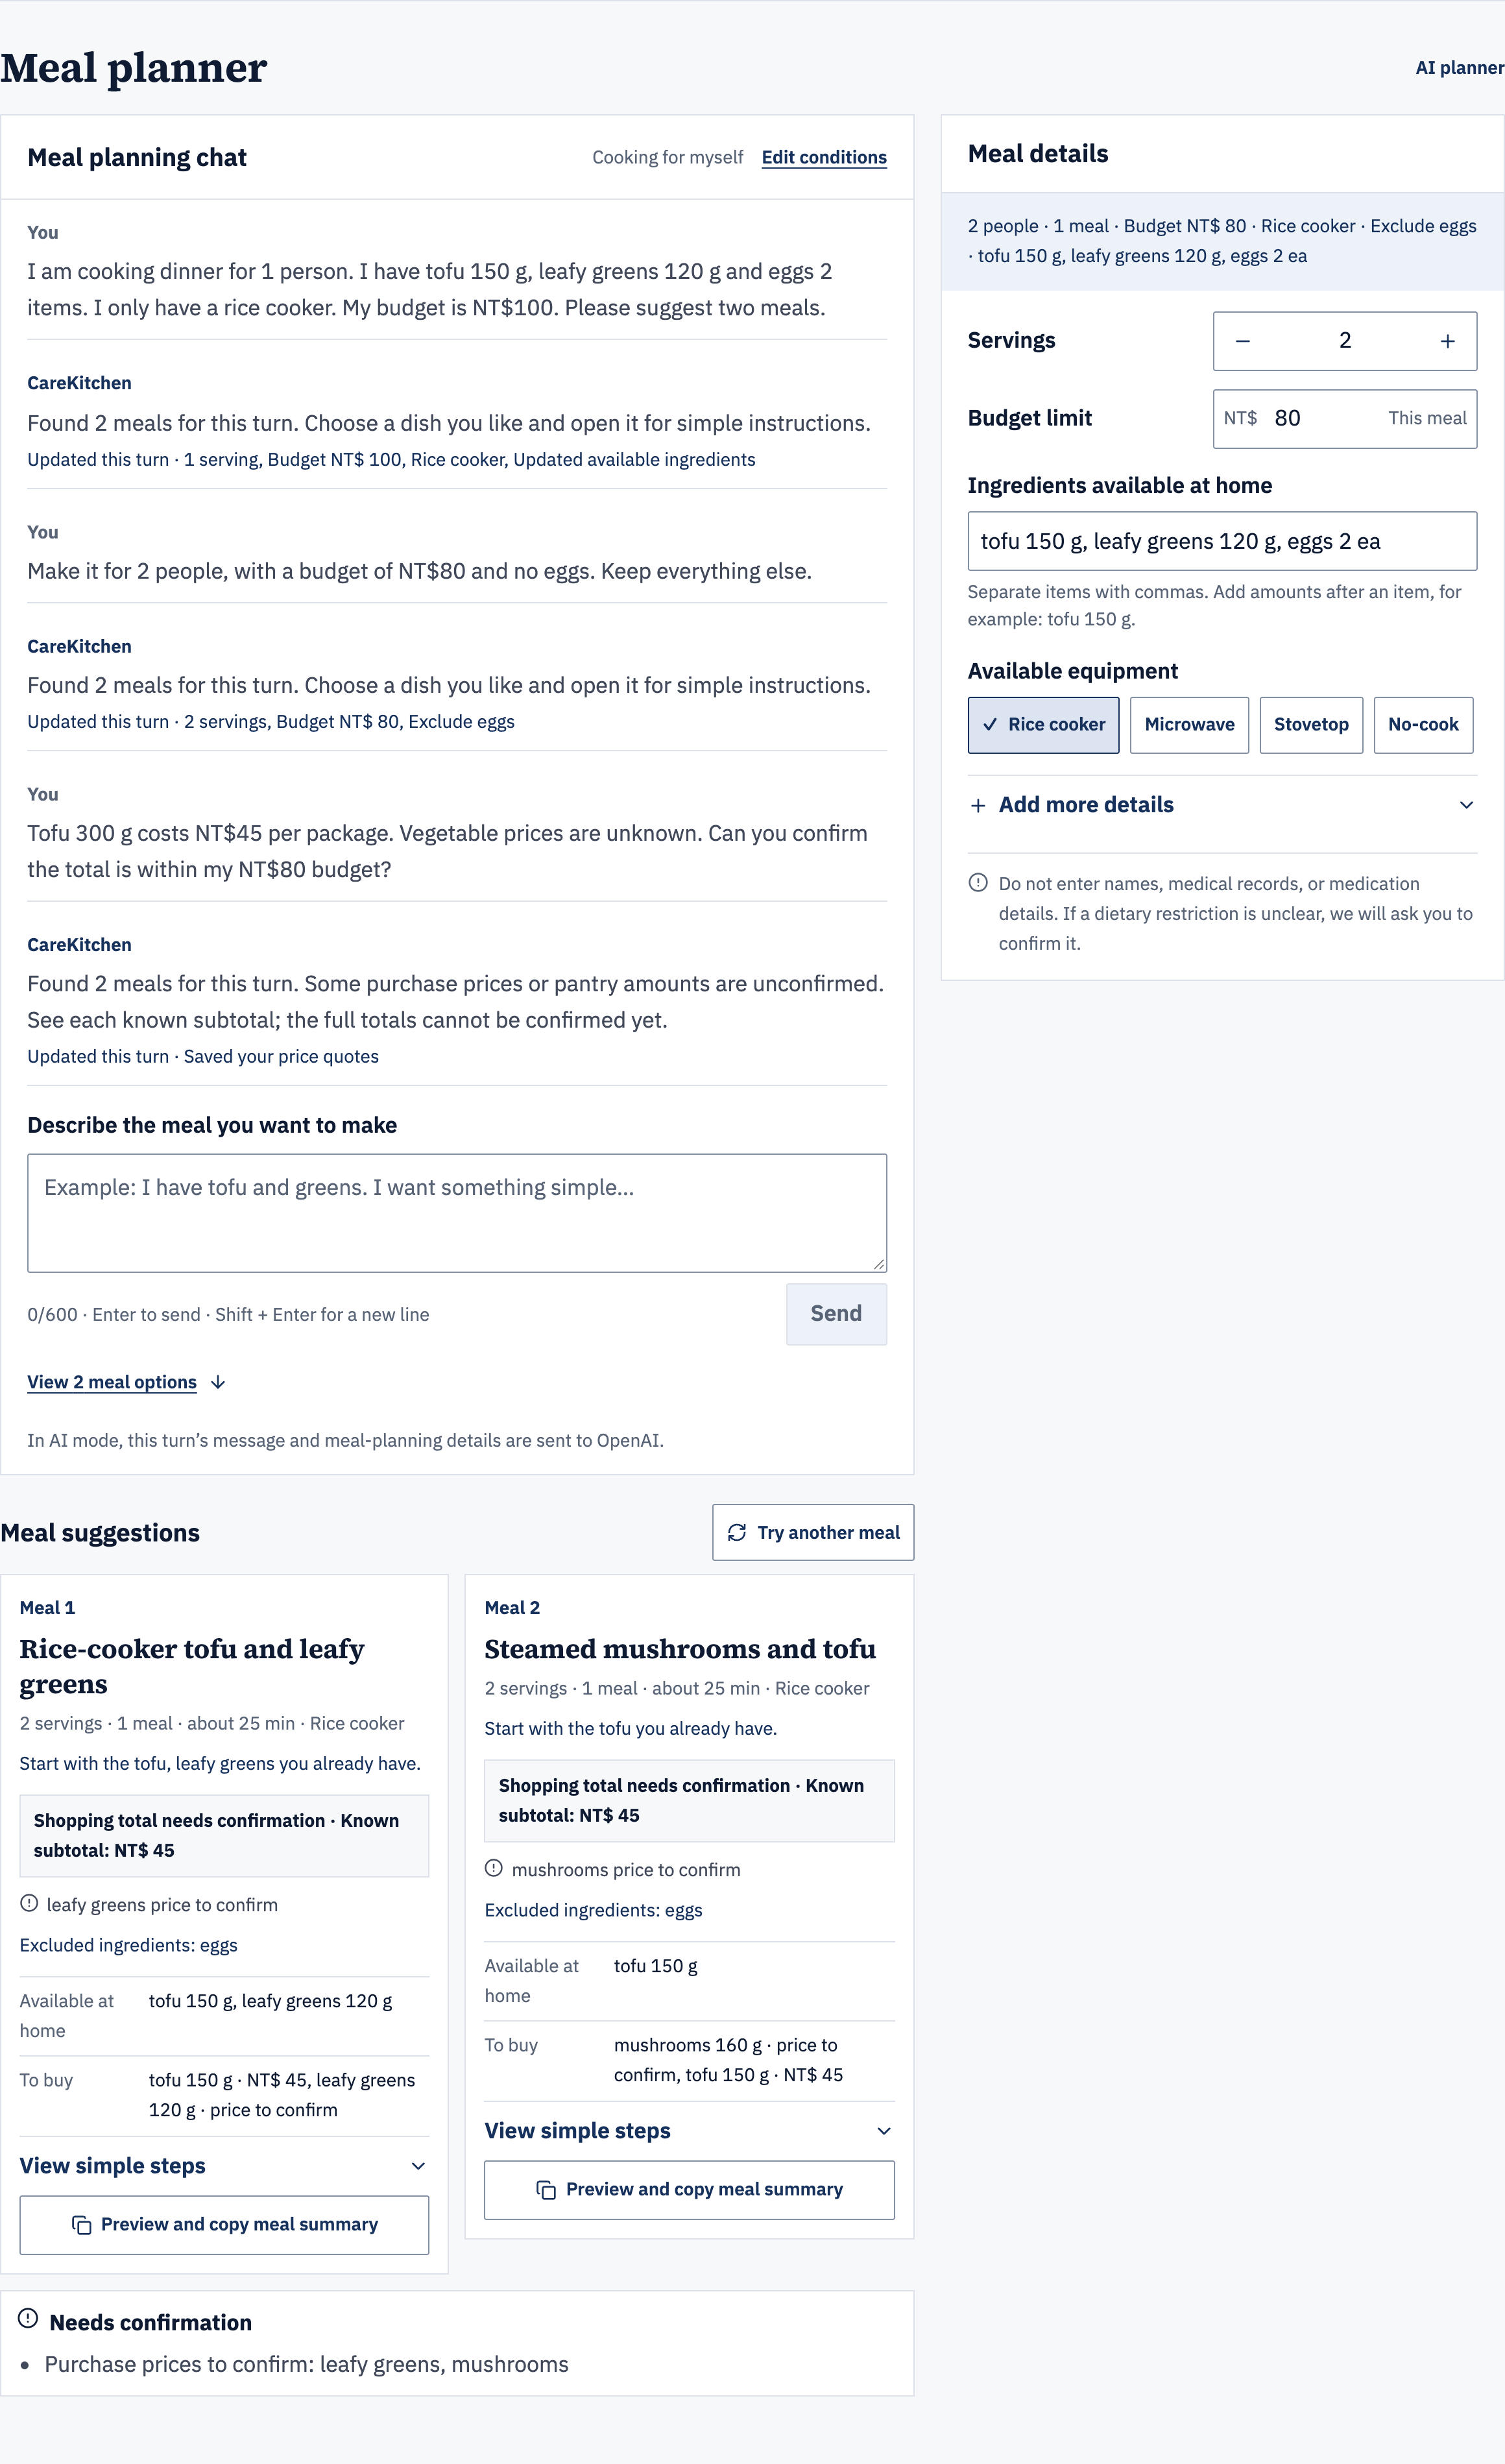 Meal planner
AI planner
Meal planning chat
Cooking for myself Edit conditions
You
I am cooking dinner for 1 person. I have tofu 150 g, leafy greens 120 g and eggs 2
items. I only have a rice cooker. My budget is NT$100. Please suggest two meals.
CareKitchen
Found 2 meals for this turn. Choose a dish you like and open it for simple instructions.
Updated this turn · 1 serving, Budget NT$ 100, Rice cooker, Updated available ingredients
You
Make it for 2 people, with a budget of NT$80 and no eggs. Keep everything else.
CareKitchen
Found 2 meals for this turn. Choose a dish you like and open it for simple instructions.
Updated this turn · 2 servings, Budget NT$ 80, Exclude eggs
You
Tofu 300 g costs NT$45 per package. Vegetable prices are unknown. Can you confirm
the total is within my NT$80 budget?
CareKitchen
Found 2 meals for this turn. Some purchase prices or pantry amounts are unconfirmed.
See each known subtotal; the full totals cannot be confirmed yet.
Updated this turn · Saved your price quotes
Describe the meal you want to make
Example: I have tofu and greens. I want something simple...
0/600 · Enter to send · Shift + Enter for a new line
Send
View 2 meal options ↓
In AI mode, this turn’s message and meal-planning details are sent to OpenAI.
Meal details
2 people · 1 meal · Budget NT$ 80 · Rice cooker · Exclude eggs
· tofu 150 g, leafy greens 120 g, eggs 2 ea
Servings
− 2 +
Budget limit
NT$ 80 This meal
Ingredients available at home
tofu 150 g, leafy greens 120 g, eggs 2 ea
Separate items with commas. Add amounts after an item, for
example: tofu 150 g.
Available equipment
✓ Rice cooker Microwave Stovetop No-cook
+ Add more details
Do not enter names, medical records, or medication
details. If a dietary restriction is unclear, we will ask you to
confirm it.
Meal suggestions
Try another meal
Meal 1
Rice-cooker tofu and leafy
greens
2 servings · 1 meal · about 25 min · Rice cooker
Start with the tofu, leafy greens you already have.
Shopping total needs confirmation · Known
subtotal: NT$ 45
leafy greens price to confirm
Excluded ingredients: eggs
Available at tofu 150 g, leafy greens 120 g
home
To buy tofu 150 g · NT$ 45, leafy greens
120 g · price to confirm
View simple steps
Preview and copy meal summary
Meal 2
Steamed mushrooms and tofu
2 servings · 1 meal · about 25 min · Rice cooker
Start with the tofu you already have.
Shopping total needs confirmation · Known
subtotal: NT$ 45
mushrooms price to confirm
Excluded ingredients: eggs
Available at tofu 150 g
home
To buy mushrooms 160 g · price to
confirm, tofu 150 g · NT$ 45
View simple steps
Preview and copy meal summary
Needs confirmation
• Purchase prices to confirm: leafy greens, mushrooms